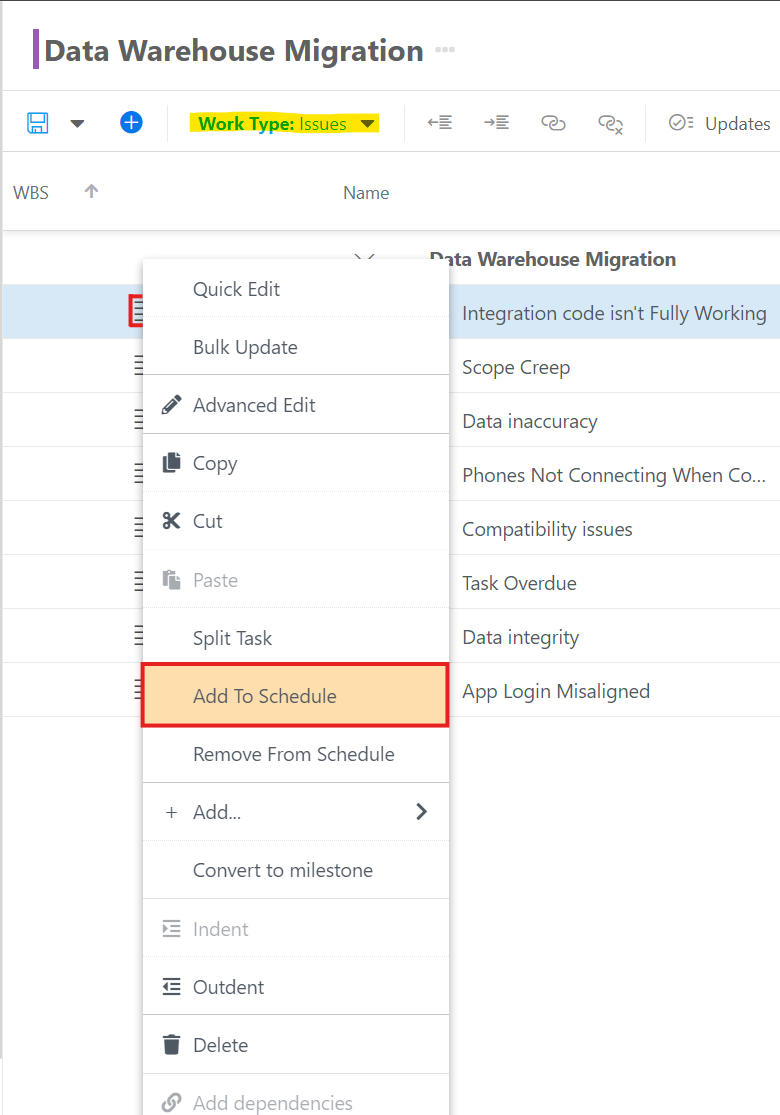 Data Warehouse Migration
Work Type: Issues
Updates
WBS
Name
Data Warehouse Migration
Quick Edit
Integration code isn't Fully Working
Bulk Update
Scope Creep
Advanced Edit
Data inaccuracy
Copy
Phones Not Connecting When Co...
Cut
Compatibility issues
Paste
Task Overdue
Split Task
Data integrity
Add To Schedule
App Login Misaligned
Remove From Schedule
+ Add...
Convert to milestone
Indent
Outdent
Delete
Add dependencies